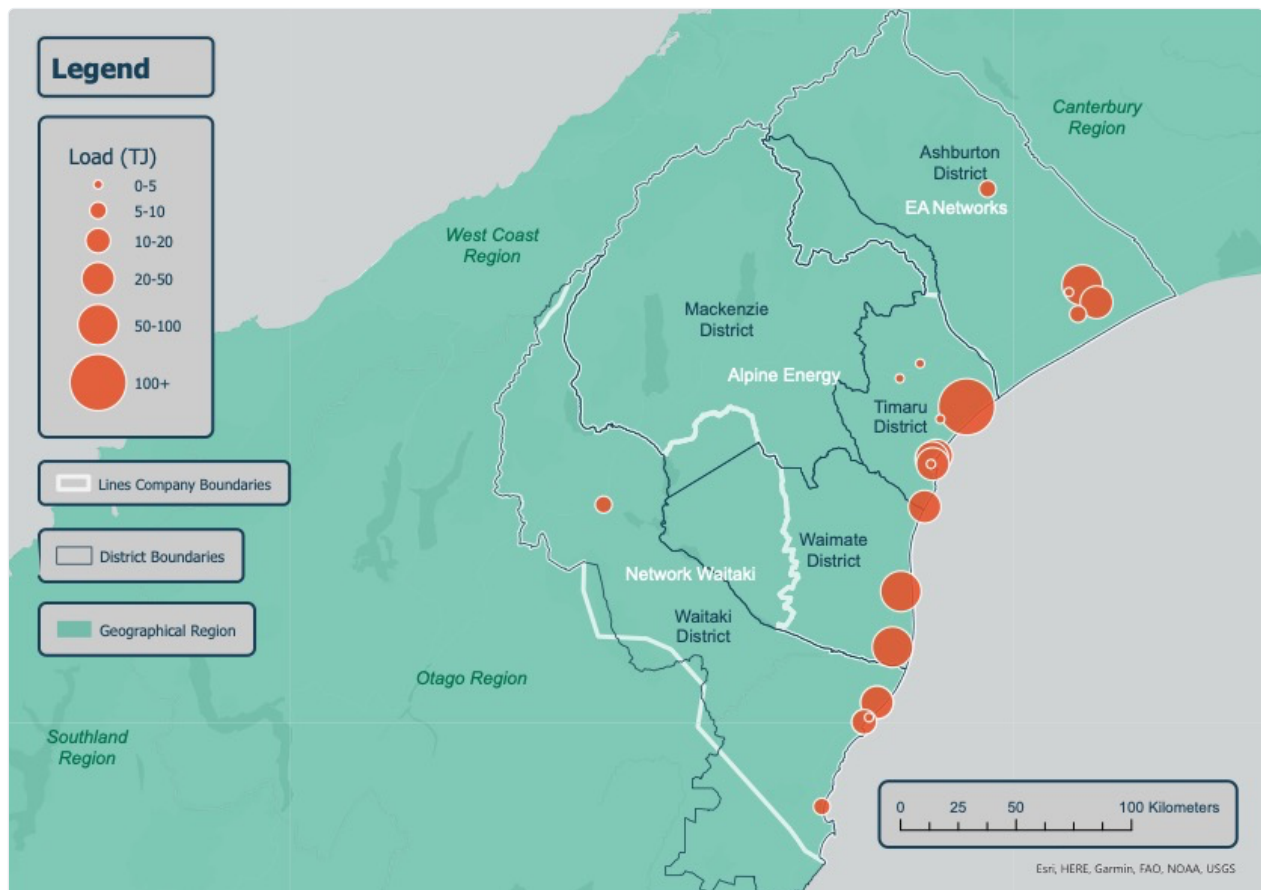 Legend
Load (TJ)
0-5
5-10
10-20
20-50
50-100
100+
Lines Company Boundaries
District Boundaries
Geographical Region
Canterbury
Region
Ashburton
District
EA Networks
West Coast
Region
Mackenzie
District
Alpine Energy
Timaru
District
Waimate
District
Network Waitaki
Waitaki
District
Otago Region
Southland
Region
0 25 50 100 Kilometers
Esri, HERE, Garmin, FAO, NOAA, USGS